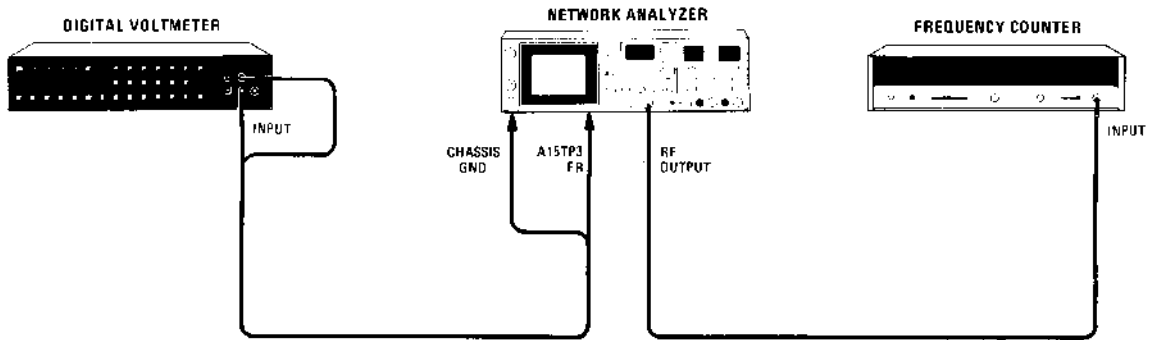 DIGITAL VOLTMETER
NETWORK ANALYZER
FREQUENCY COUNTER
INPUT
CHASSIS
GND
A15TP3
FR
RF
OUTPUT
INPUT